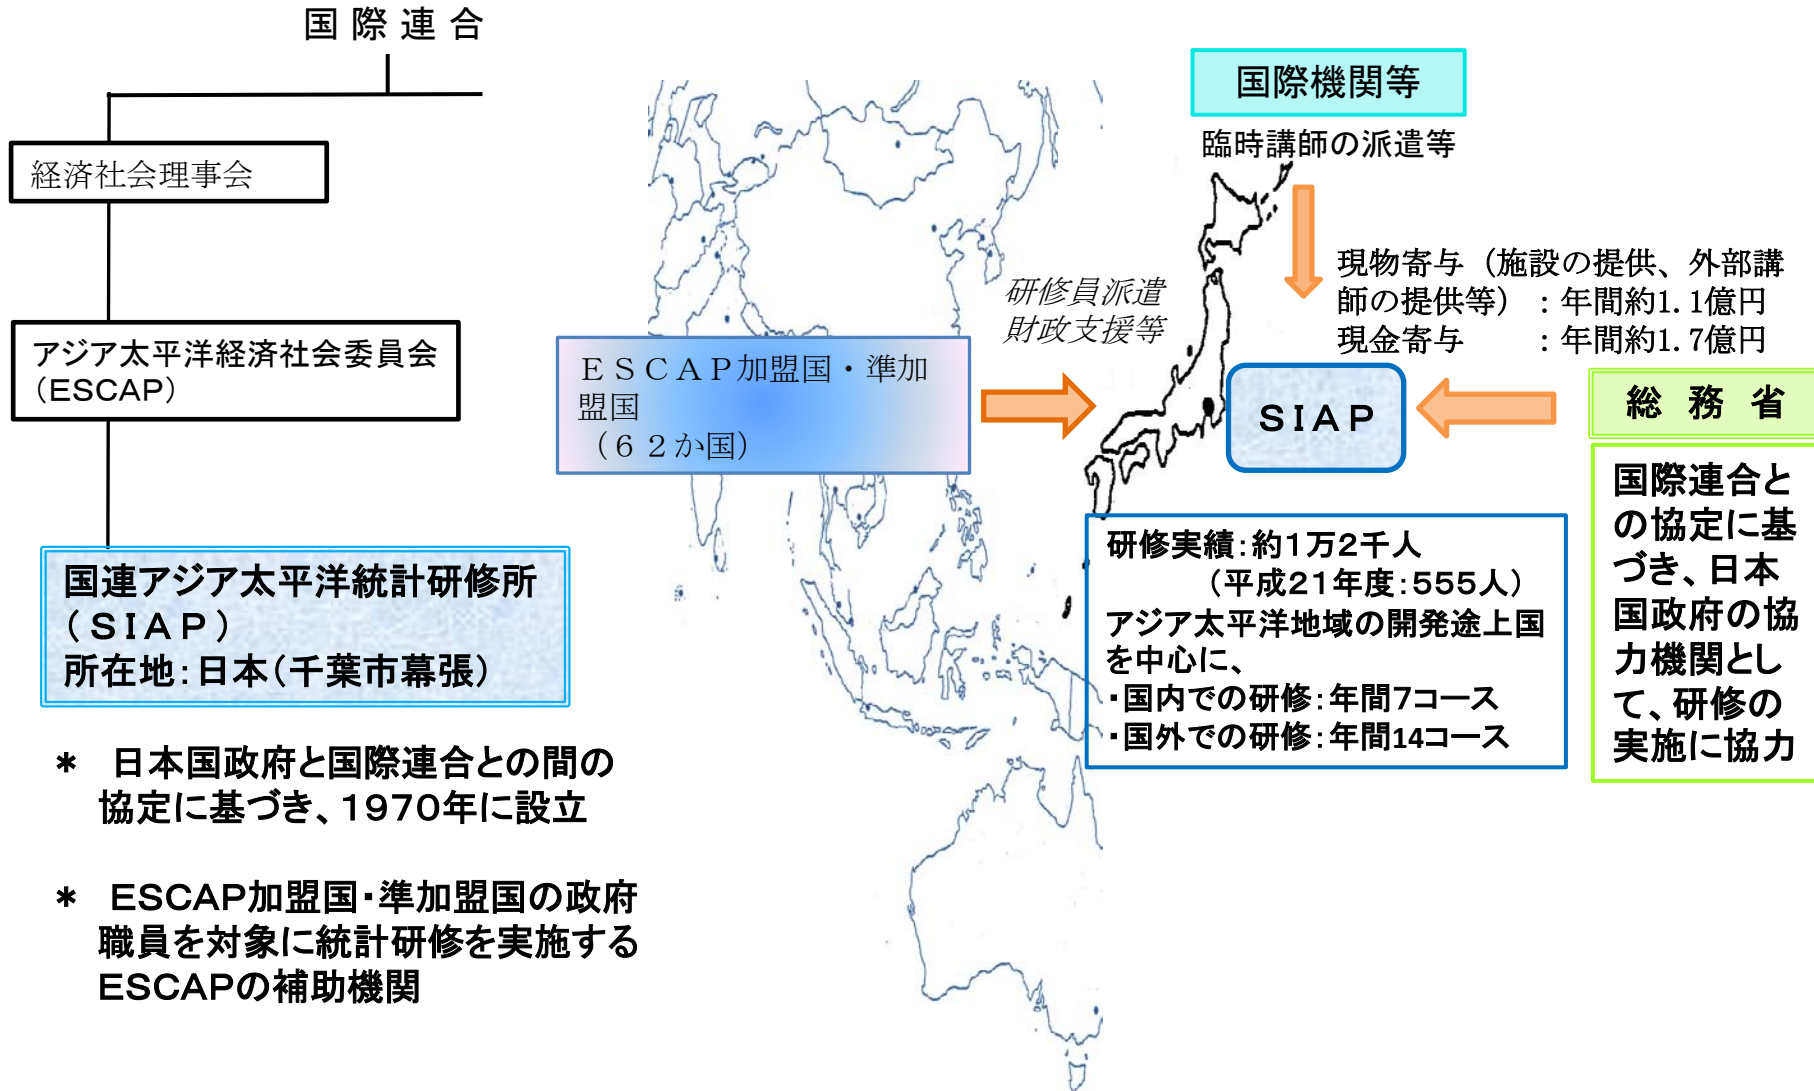 国際連合
経済社会理事会
アジア太平洋経済社会委員会
（ESCAP）
国連アジア太平洋統計研修所
（ＳＩＡＰ）
所在地：日本（千葉市幕張）
＊　日本国政府と国際連合との間の
協定に基づき、1970年に設立
＊　ESCAP加盟国・準加盟国の政府
職員を対象に統計研修を実施する
ESCAPの補助機関
ＥＳＣＡＰ加盟国・準加
盟国
（６２か国）
研修員派遣
財政支援等
国際機関等
臨時講師の派遣等
現物寄与（施設の提供、外部講
師の提供等）：年間約1.1億円
現金寄与　　：年間約1.7億円
ＳＩＡＰ
総務省
国際連合と
の協定に基
づき、日本
国政府の協
力機関とし
て、研修の
実施に協力
研修実績：約1万2千人
（平成21年度：555人）
アジア太平洋地域の開発途上国
を中心に、
・国内での研修：年間7コース
・国外での研修：年間14コース